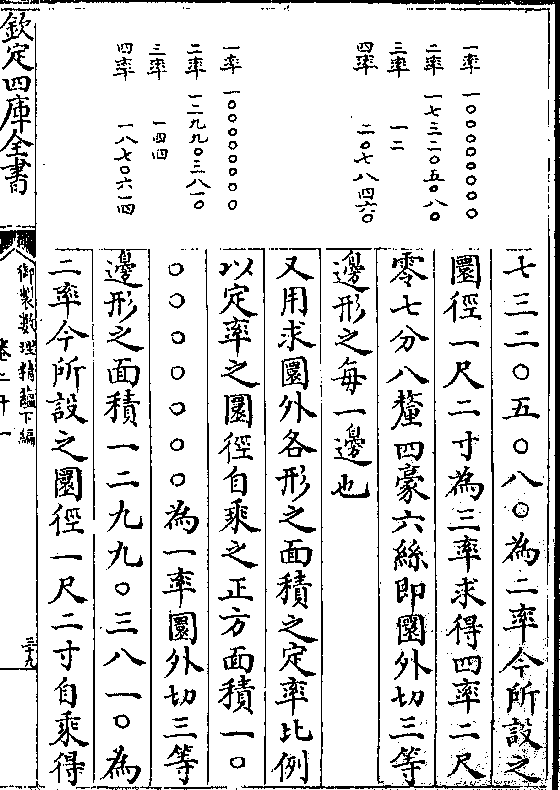 一率 一〇〇〇〇〇〇〇〇
二率 一七三二〇五〇八〇
三率 一二
四率 二〇七八四六〇
一率 一〇〇〇〇〇〇〇〇
二率 一二九九〇三八一〇
三率 一四四
四率 一八七〇六一四
七三二〇五〇八〇為二率今所設之
圜徑一尺二寸為三率求得四率二尺
零七分八釐四豪六絲即圜外切三等
邊形之每一邊也
又用求圜外各形之面積之定率比例
以定率之圜徑自乘之正方面積一〇
〇〇〇〇〇〇〇為一率圜外切三等
邊形之面積一二九九〇三八一〇為
二率今所設之圜徑一尺二寸自乘得
欽定四庫全書
御製數理精蘊下編
卷二十一
三十九